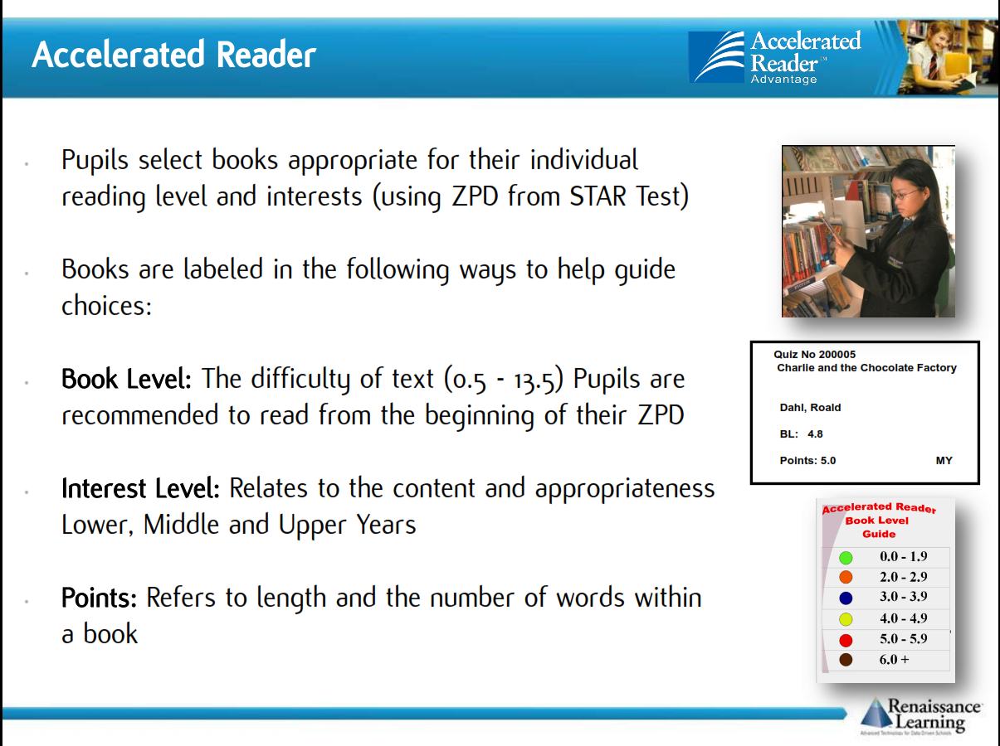 Accelerated Reader
Accelerated
Reader™
Advantage
Pupils select books appropriate for their individual
reading level and interests (using ZPD from STAR Test)
Books are labeled in the following ways to help guide
choices:
Book Level: The difficulty of text (0.5 - 13.5) Pupils are
recommended to read from the beginning of their ZPD
Interest Level: Relates to the content and appropriateness
Lower, Middle and Upper Years
Points: Refers to length and the number of words within
a book
Quiz No 200005
Charlie and the Chocolate Factory
Dahl, Roald
BL: 4.8
Points: 5.0 MY
Accelerated Reader
Book Level
Guide
0.0 - 1.9
2.0 - 2.9
3.0 - 3.9
4.0 - 4.9
5.0 - 5.9
6.0 +
Renaissance
Learning
Advanced Technology for Data-Driven Schools